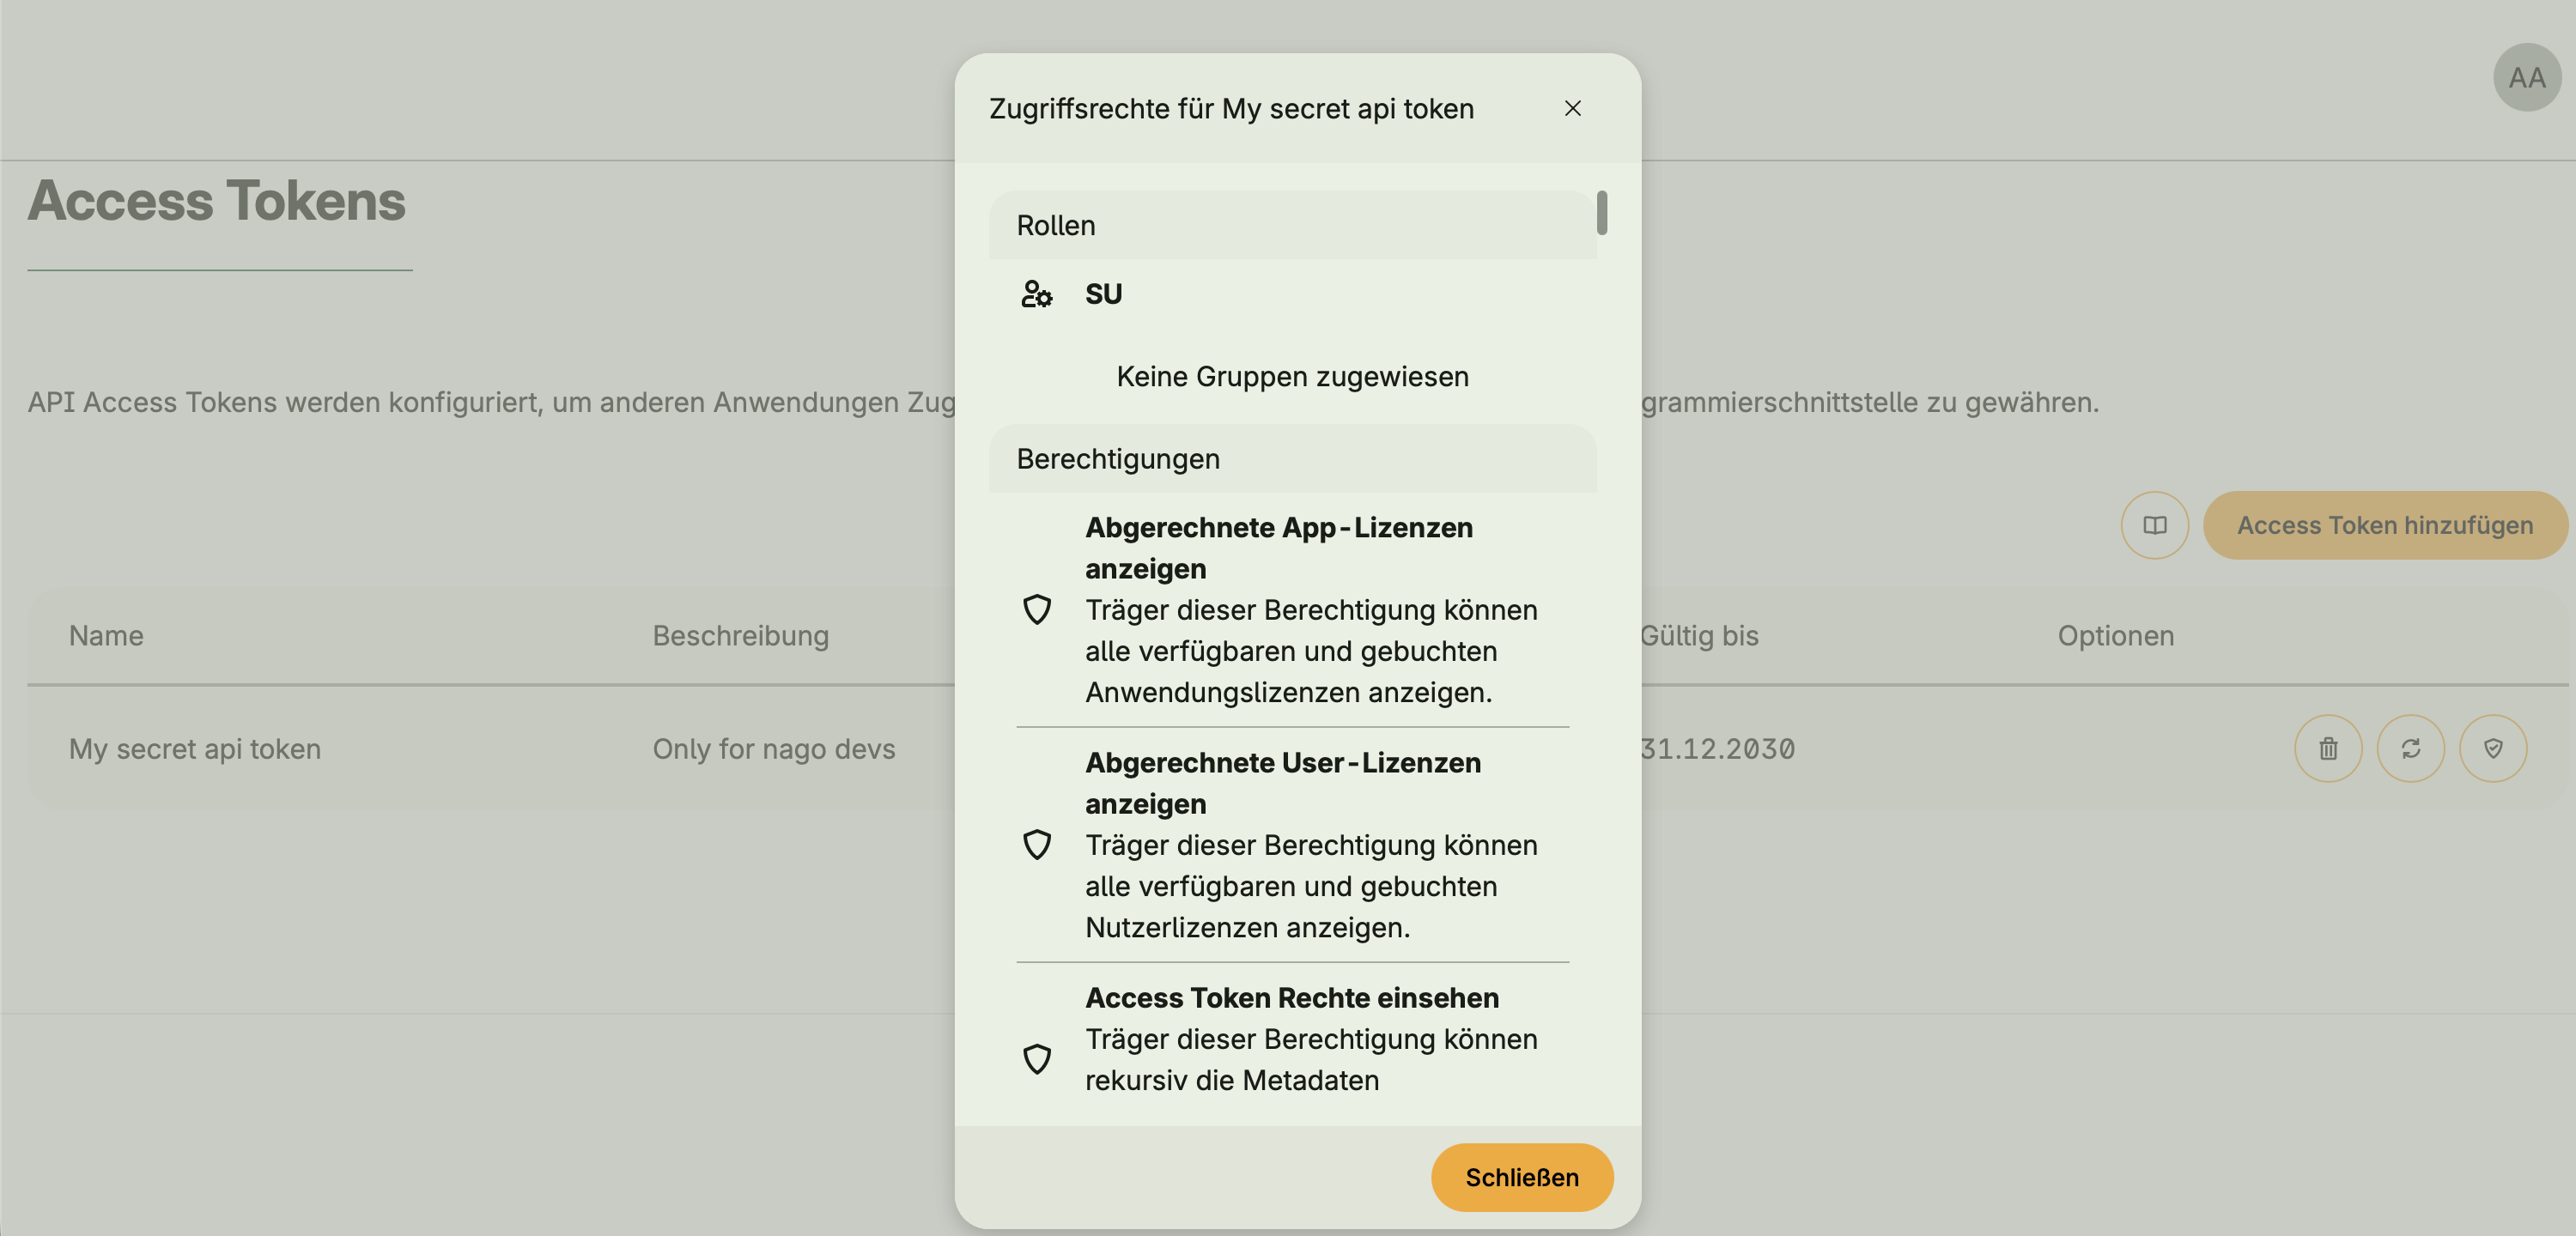 AA
Access Tokens
API Access Tokens werden konfiguriert, um anderen Anwendungen Zug
grammierschnittstelle zu gewähren.
Access Token hinzufügen
Name Beschreibung Gültig bis Optionen
My secret api token Only for nago devs 31.12.2030
Zugriffsrechte für My secret api token
Rollen
SU
Keine Gruppen zugewiesen
Berechtigungen
Abgerechnete App-Lizenzen
anzeigen
Träger dieser Berechtigung können
alle verfügbaren und gebuchten
Anwendungslizenzen anzeigen.
Abgerechnete User-Lizenzen
anzeigen
Träger dieser Berechtigung können
alle verfügbaren und gebuchten
Nutzerlizenzen anzeigen.
Access Token Rechte einsehen
Träger dieser Berechtigung können
rekursiv die Metadaten
Schließen